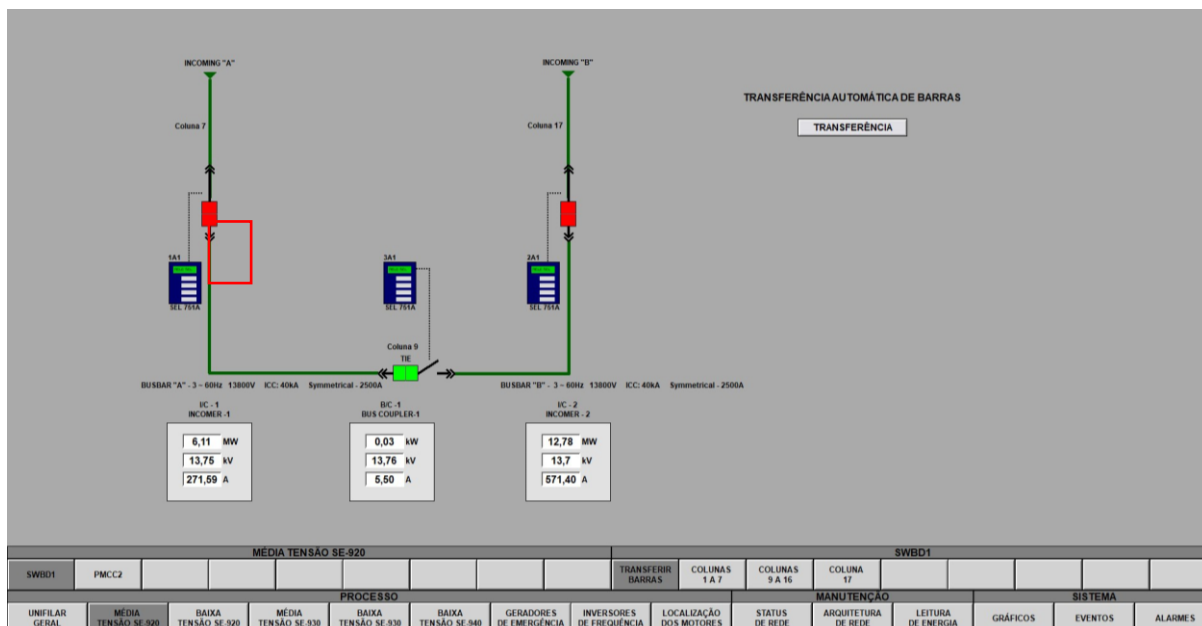 INCOMING "A"
INCOMING "B"
TRANSFERÊNCIA AUTOMÁTICA DE BARRAS
TRANSFERÊNCIA
Coluna 7
Coluna 17
1A1
3A1
2A1
SEL 751A
SEL 751A
SEL 751A
Coluna 9
TIE
BUSBAR "A" - 3 ~ 60Hz 13800V ICC: 40kA Symmetrical - 2500A
BUSBAR "B" - 3 ~ 60Hz 13800V ICC: 40kA Symmetrical - 2500A
I/C - 1
INCOMER -1
B/C -1
BUS COUPLER-1
I/C - 2
INCOMER - 2
6,11 MW
13,75 kV
271,59 A
0,03 kW
13,76 kV
5,50 A
12,78 MW
13,7 kV
571,40 A
MÉDIA TENSÃO SE-920
SWBD1
SWBD1
PMCC2
TRANSFERIR
BARRAS
COLUNAS
1 A 7
COLUNAS
9 A 16
COLUNA
17
PROCESSO
MANUTENÇÃO
SISTEMA
UNIFILAR
GERAL
MÉDIA
TENSÃO SE-920
BAIXA
TENSÃO SE-920
MÉDIA
TENSÃO SE-930
BAIXA
TENSÃO SE-930
BAIXA
TENSÃO SE-940
GERADORES
DE EMERGÊNCIA
INVERSORES
DE FREQUÊNCIA
LOCALIZAÇÃO
DOS MOTORES
STATUS
DE REDE
ARQUITETURA
DE REDE
LEITURA
DE ENERGIA
GRÁFICOS
EVENTOS
ALARMES